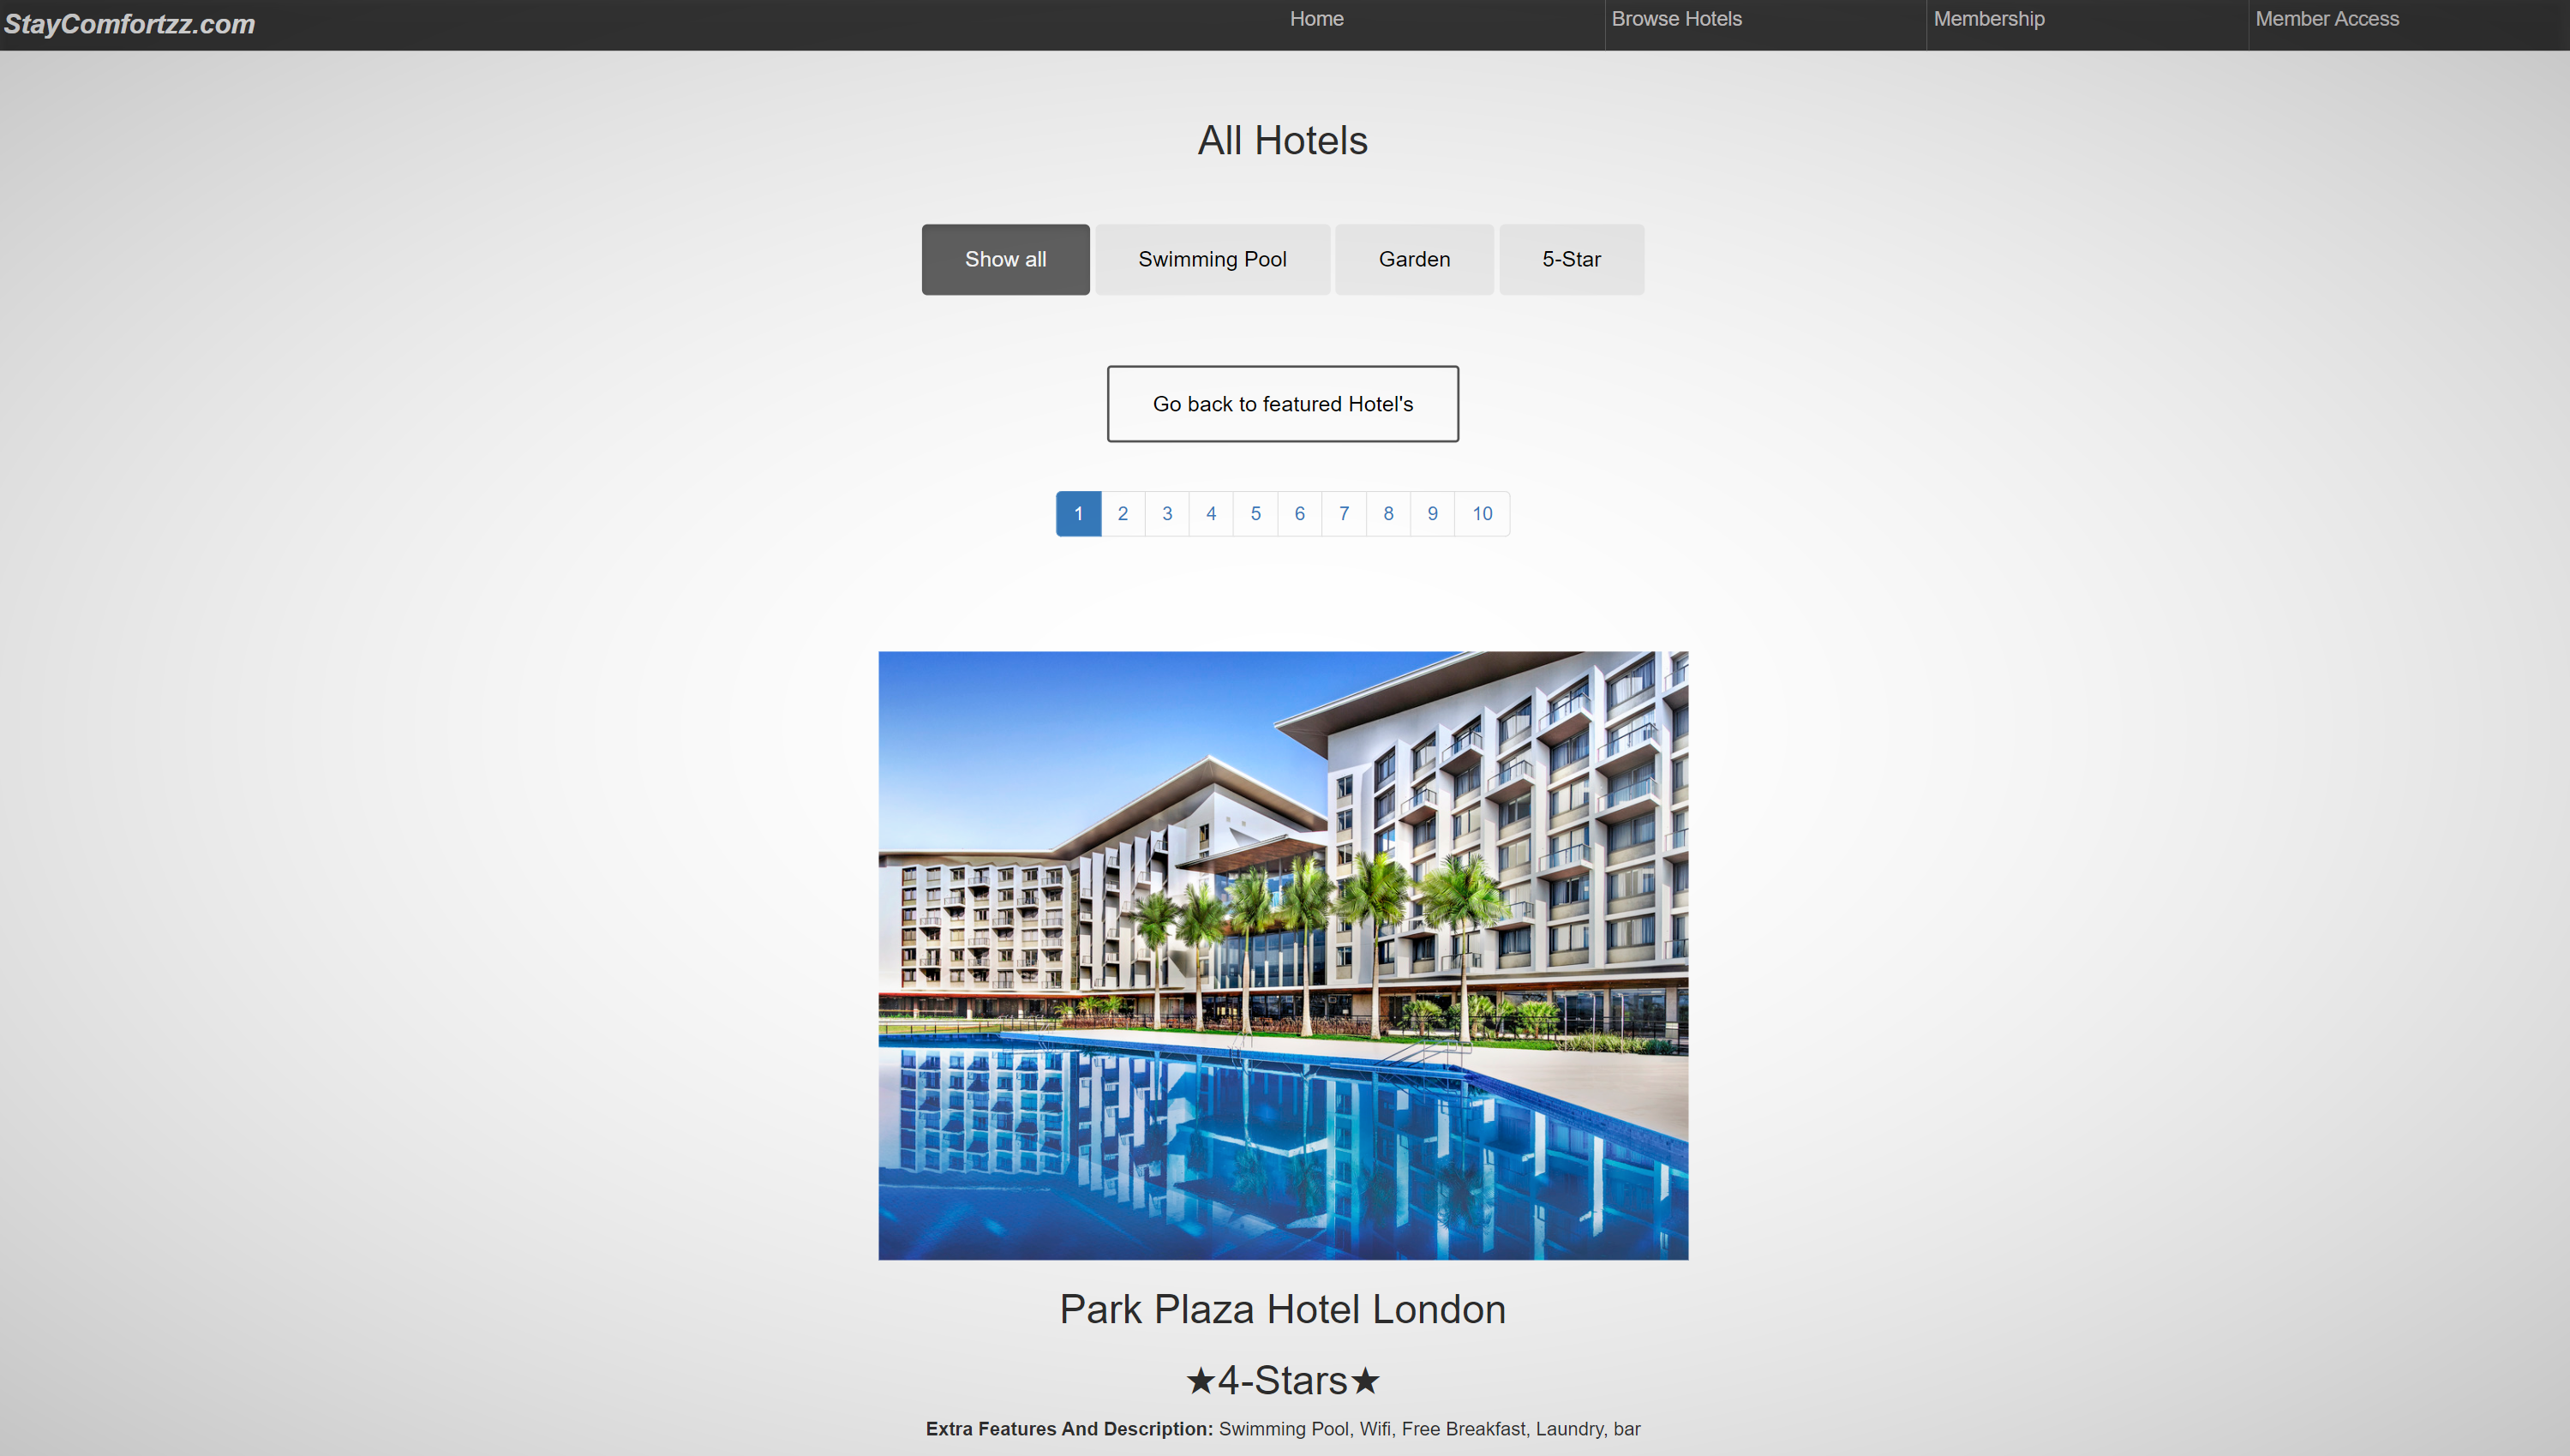 StayComfortzz.com
Home
Browse Hotels
Membership
Member Access
All Hotels
Show all
Swimming Pool
Garden
5-Star
Go back to featured Hotel's
1 2 3 4 5 6 7 8 9 10
Park Plaza Hotel London
★4-Stars★
Extra Features And Description: Swimming Pool, Wifi, Free Breakfast, Laundry, bar